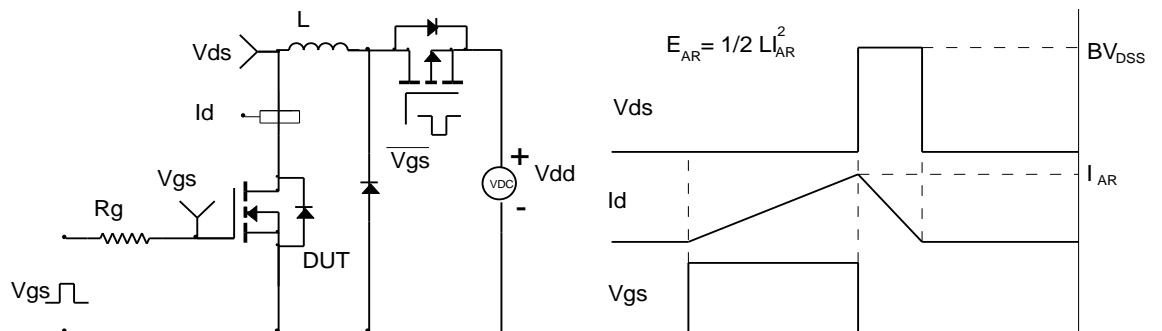 L
Vds
Id
Vgs
Rg
DUT
Vgs
Vgs
+
VDC
Vdd
-
E_AR = 1/2 LI_AR^2
BV_DSS
Vds
I_AR
Id
Vgs